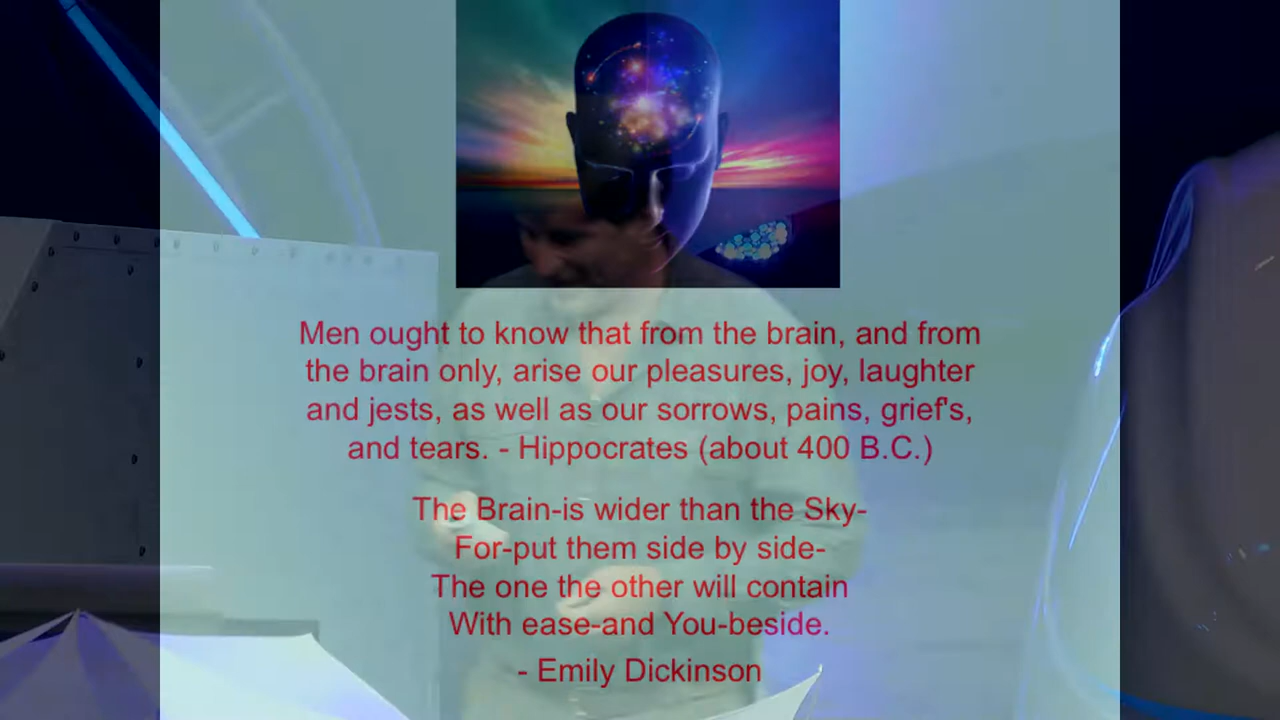 Men ought to know that from the brain, and from
the brain only, arise our pleasures, joy, laughter
and jests, as well as our sorrows, pains, grief's,
and tears. - Hippocrates (about 400 B.C.)
The Brain-is wider than the Sky-
For-put them side by side-
The one the other will contain
With ease-and You-beside.
- Emily Dickinson